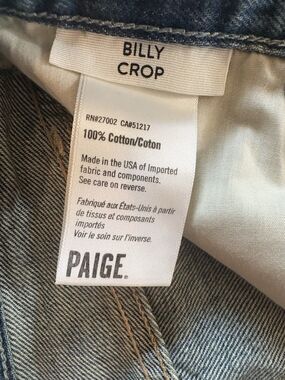 BILLY
CROP
RN#27002 CA#51217
100% Cotton/Coton
Made in the USA of Imported
fabric and components.
See care on reverse.
Fabriqué aux États-Unis à partir
de tissus et composants
importés
Voir le soin sur l'inverse.
PAIGE